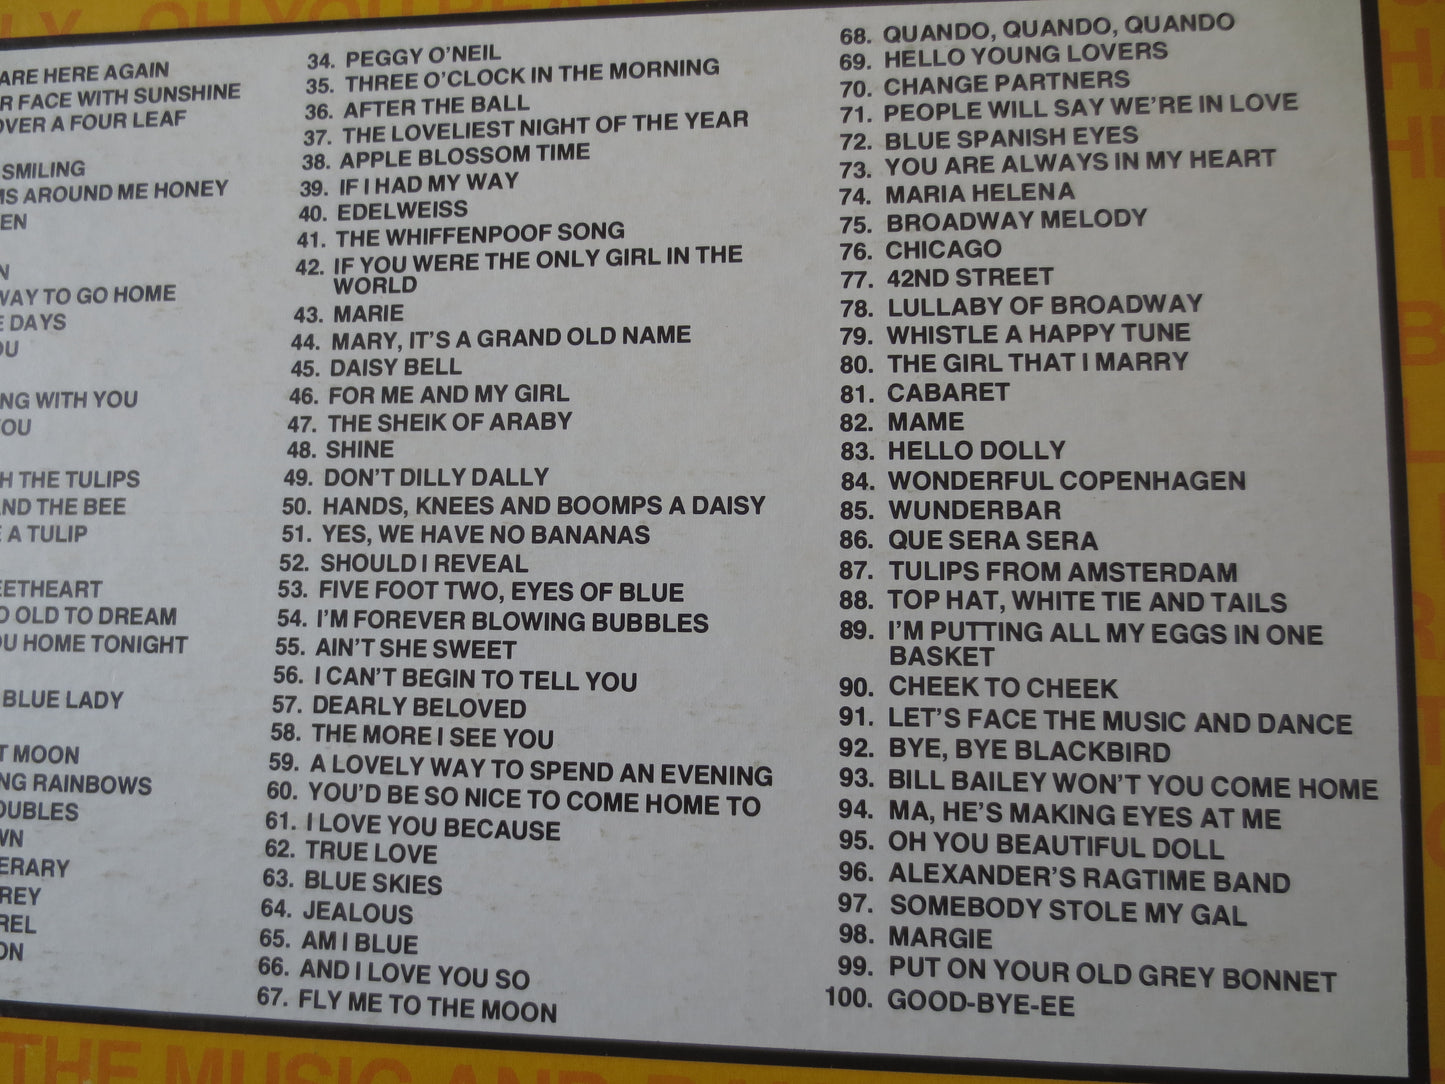 ARE HERE AGAIN
R FACE WITH SUNSHINE
OVER A FOUR LEAF
SMILING
MS AROUND ME HONEY
EN
N
WAY TO GO HOME
E DAYS
OU
NG WITH YOU
OU
H THE TULIPS
AND THE BEE
E A TULIP
EETHEART
O OLD TO DREAM
OU HOME TONIGHT
BLUE LADY
T MOON
NG RAINBOWS
OUBLES
WN
ERARY
REY
REL
ON
34. PEGGY O'NEIL
35. THREE O'CLOCK IN THE MORNING
36. AFTER THE BALL
37. THE LOVELIEST NIGHT OF THE YEAR
38. APPLE BLOSSOM TIME
39. IF I HAD MY WAY
40. EDELWEISS
41. THE WHIFFENPOOF SONG
42. IF YOU WERE THE ONLY GIRL IN THE
WORLD
43. MARIE
44. MARY, IT'S A GRAND OLD NAME
45. DAISY BELL
46. FOR ME AND MY GIRL
47. THE SHEIK OF ARABY
48. SHINE
49. DON'T DILLY DALLY
50. HANDS, KNEES AND BOOMPS A DAISY
51. YES, WE HAVE NO BANANAS
52. SHOULD I REVEAL
53. FIVE FOOT TWO, EYES OF BLUE
54. I'M FOREVER BLOWING BUBBLES
55. AIN'T SHE SWEET
56. I CAN'T BEGIN TO TELL YOU
57. DEARLY BELOVED
58. THE MORE I SEE YOU
59. A LOVELY WAY TO SPEND AN EVENING
60. YOU'D BE SO NICE TO COME HOME TO
61. I LOVE YOU BECAUSE
62. TRUE LOVE
63. BLUE SKIES
64. JEALOUS
65. AM I BLUE
66. AND I LOVE YOU SO
67. FLY ME TO THE MOON
68. QUANDO, QUANDO, QUANDO
69. HELLO YOUNG LOVERS
70. CHANGE PARTNERS
71. PEOPLE WILL SAY WE'RE IN LOVE
72. BLUE SPANISH EYES
73. YOU ARE ALWAYS IN MY HEART
74. MARIA HELENA
75. BROADWAY MELODY
76. CHICAGO
77. 42ND STREET
78. LULLABY OF BROADWAY
79. WHISTLE A HAPPY TUNE
80. THE GIRL THAT I MARRY
81. CABARET
82. MAME
83. HELLO DOLLY
84. WONDERFUL COPENHAGEN
85. WUNDERBAR
86. QUE SERA SERA
87. TULIPS FROM AMSTERDAM
88. TOP HAT, WHITE TIE AND TAILS
89. I'M PUTTING ALL MY EGGS IN ONE
BASKET
90. CHEEK TO CHEEK
91. LET'S FACE THE MUSIC AND DANCE
92. BYE, BYE BLACKBIRD
93. BILL BAILEY WON'T YOU COME HOME
94. MA, HE'S MAKING EYES AT ME
95. OH YOU BEAUTIFUL DOLL
96. ALEXANDER'S RAGTIME BAND
97. SOMEBODY STOLE MY GAL
98. MARGIE
99. PUT ON YOUR OLD GREY BONNET
100. GOOD-BYE-EE
THE MUSIC AND